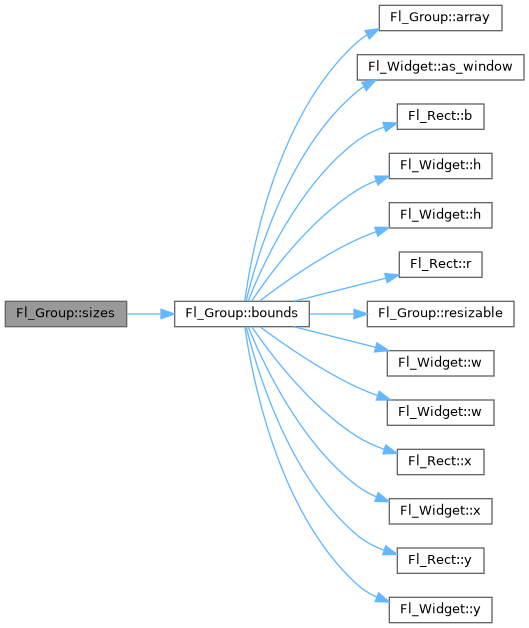 Fl_Group::sizes
Fl_Group::bounds
Fl_Group::array
Fl_Widget::as_window
Fl_Rect::b
Fl_Widget::h
Fl_Widget::h
Fl_Rect::r
Fl_Group::resizable
Fl_Widget::w
Fl_Widget::w
Fl_Rect::x
Fl_Widget::x
Fl_Rect::y
Fl_Widget::y